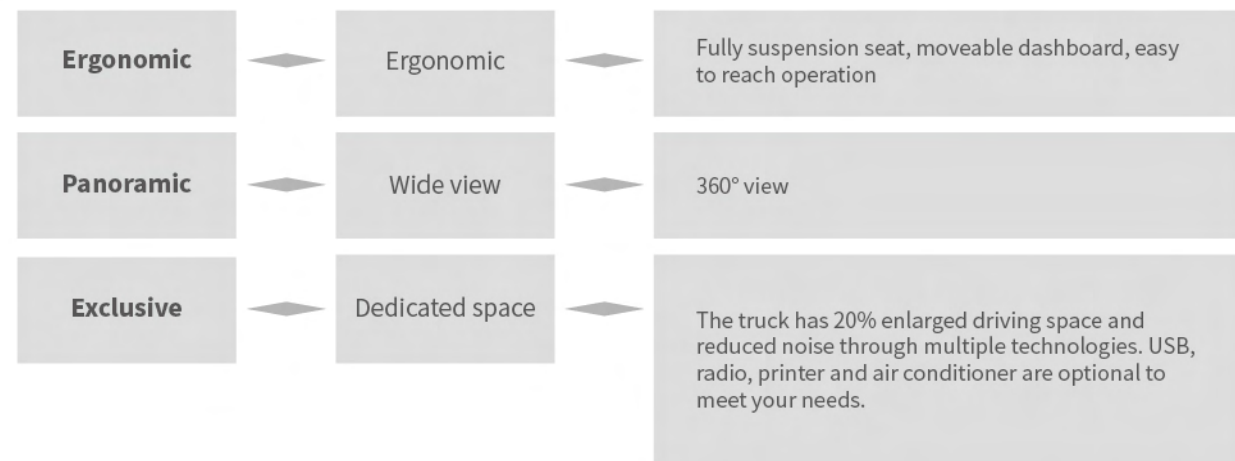 Ergonomic
Ergonomic
Fully suspension seat, moveable dashboard, easy
to reach operation
Panoramic
Wide view
360° view
Exclusive
Dedicated space
The truck has 20% enlarged driving space and
reduced noise through multiple technologies. USB,
radio, printer and air conditioner are optional to
meet your needs.